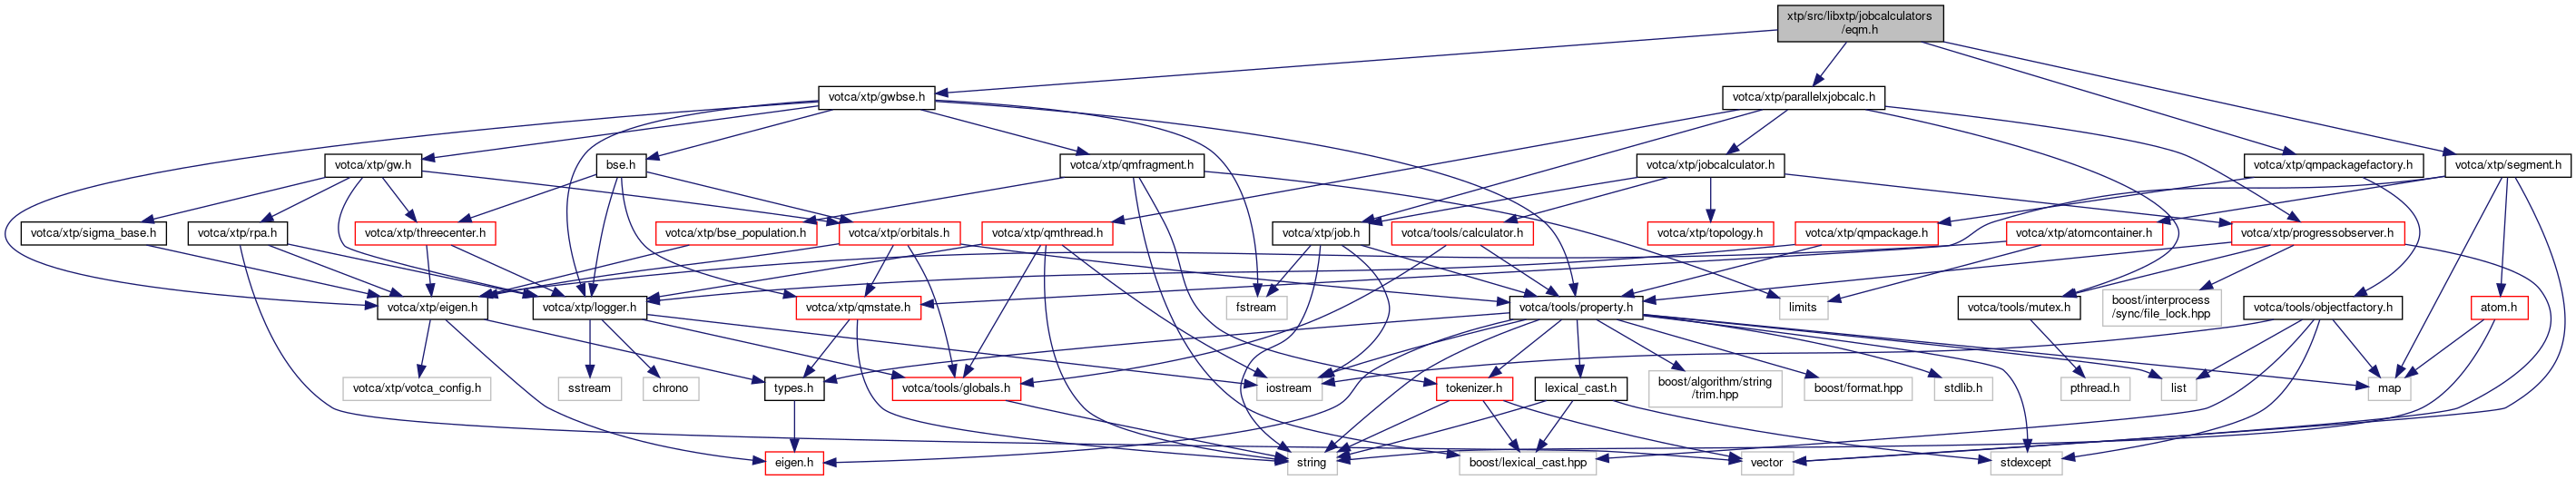 xtp/src/libxtp/jobcalculators
/eqm.h
votca/xtp/gwbse.h
votca/xtp/parallelxjobcalc.h
votca/xtp/gw.h
bse.h
votca/xtp/qmfragment.h
votca/xtp/jobcalculator.h
votca/xtp/qmpackagefactory.h
votca/xtp/segment.h
votca/xtp/sigma_base.h
votca/xtp/rpa.h
votca/xtp/threecenter.h
votca/xtp/bse_population.h
votca/xtp/orbitals.h
votca/xtp/qmthread.h
votca/xtp/job.h
votca/tools/calculator.h
votca/xtp/topology.h
votca/xtp/qmpackage.h
votca/xtp/atomcontainer.h
votca/xtp/progressobserver.h
votca/xtp/eigen.h
votca/xtp/logger.h
votca/xtp/qmstate.h
fstream
votca/tools/property.h
limits
votca/tools/mutex.h
boost/interprocess
/sync/file_lock.hpp
votca/tools/objectfactory.h
atom.h
votca/xtp/votca_config.h
sstream
chrono
types.h
votca/tools/globals.h
iostream
tokenizer.h
lexical_cast.h
boost/algorithm/string
/trim.hpp
boost/format.hpp
stdlib.h
pthread.h
list
map
eigen.h
string
boost/lexical_cast.hpp
vector
stdexcept